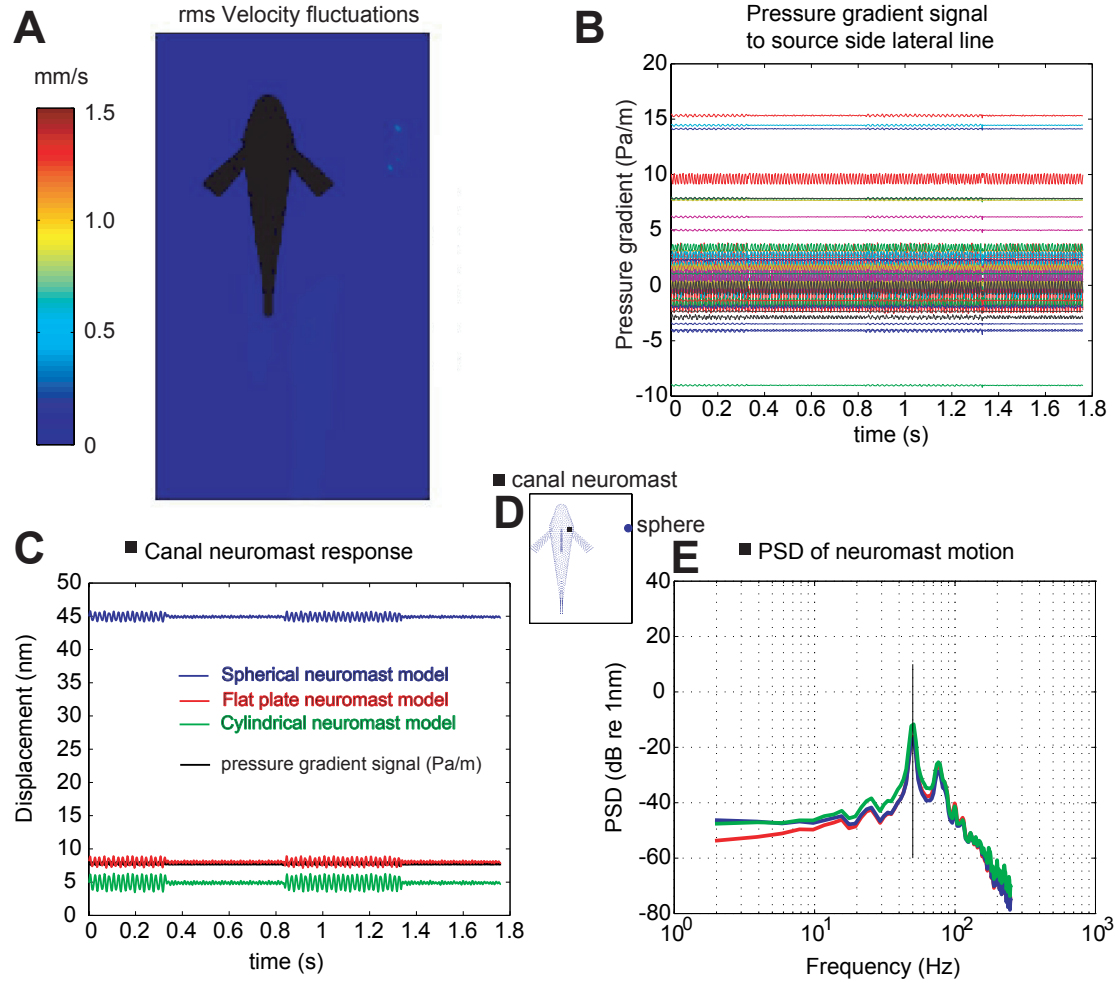 A
rms Velocity fluctuations
mm/s
1.5
1.0
0.5
0
B
Pressure gradient signal
to source side lateral line
20
15
10
5
0
-5
-10
Pressure gradient (Pa/m)
0 0.2 0.4 0.6 0.8 1 1.2 1.4 1.6 1.8
time (s)
C
Canal neuromast response
50
45
40
35
30
25
20
15
10
5
0
Displacement (nm)
Spherical neuromast model
Flat plate neuromast model
Cylindrical neuromast model
pressure gradient signal (Pa/m)
0 0.2 0.4 0.6 0.8 1 1.2 1.4 1.6 1.8
time (s)
D
canal neuromast
sphere
E
PSD of neuromast motion
40
20
0
-20
-40
-60
-80
PSD (dB re 1nm)
10^0 10^1 10^2 10^3
Frequency (Hz)